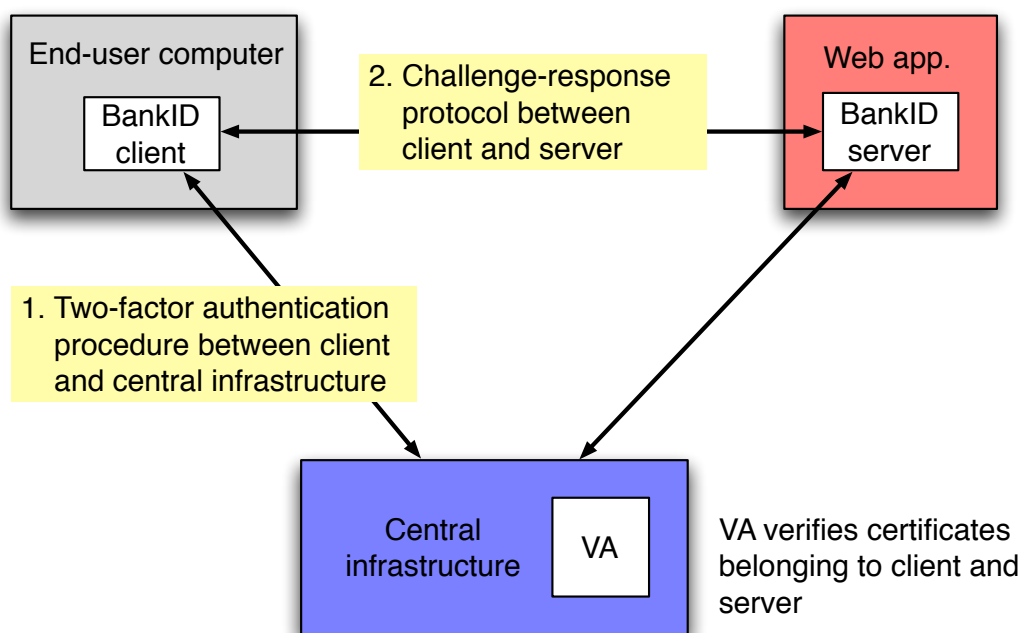 End-user computer
BankID
client
2. Challenge-response
protocol between
client and server
Web app.
BankID
server
1. Two-factor authentication
procedure between client
and central infrastructure
Central
infrastructure
VA
VA verifies certificates
belonging to client and
server